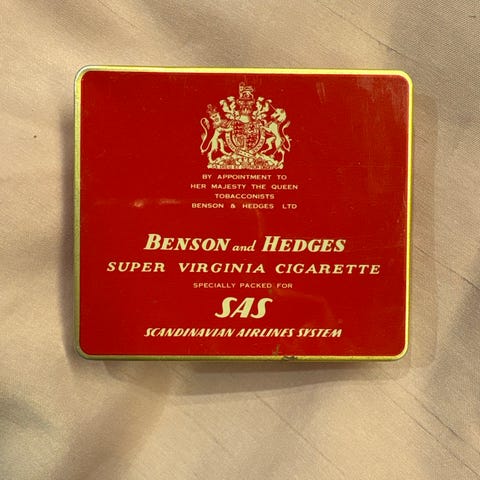 BY APPOINTMENT TO
HER MAJESTY THE QUEEN
TOBACCONISTS
BENSON & HEDGES LTD
BENSON and HEDGES
SUPER VIRGINIA CIGARETTE
SPECIALLY PACKED FOR
SAS
SCANDINAVIAN AIRLINES SYSTEM